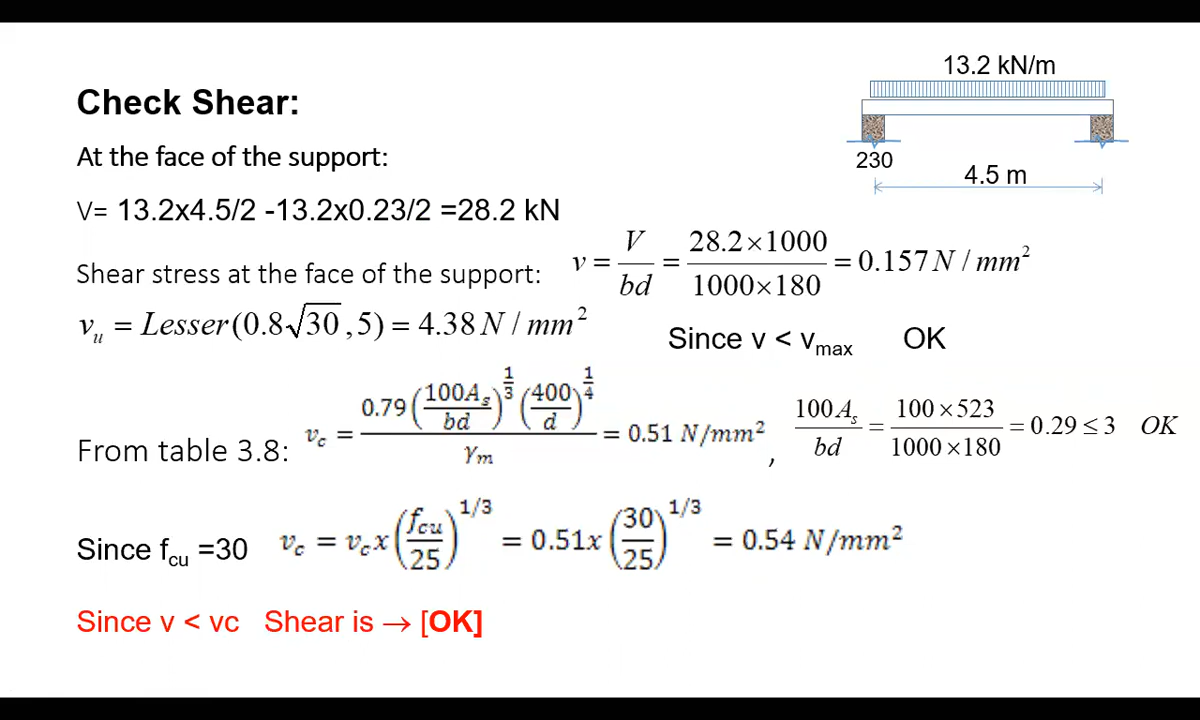 13.2 kN/m
Check Shear:
At the face of the support:
230
4.5 m
V= 13.2x4.5/2 -13.2x0.23/2 =28.2 kN
Shear stress at the face of the support: v = V/bd = 28.2×1000/1000×180 = 0.157 N / mm²
v_u = Lesser(0.8√30 ,5) = 4.38 N / mm²
Since v < v_max OK
From table 3.8: v_c = 0.79 (100A_s/bd)^(1/3) (400/d)^(1/4) / γ_m = 0.51 N/mm² , 100A_s/bd = 100×523/1000×180 = 0.29 ≤ 3 OK
Since f_cu =30 v_c = v_c x (f_cu/25)^1/3 = 0.51x (30/25)^1/3 = 0.54 N/mm²
Since v < vc Shear is → [OK]